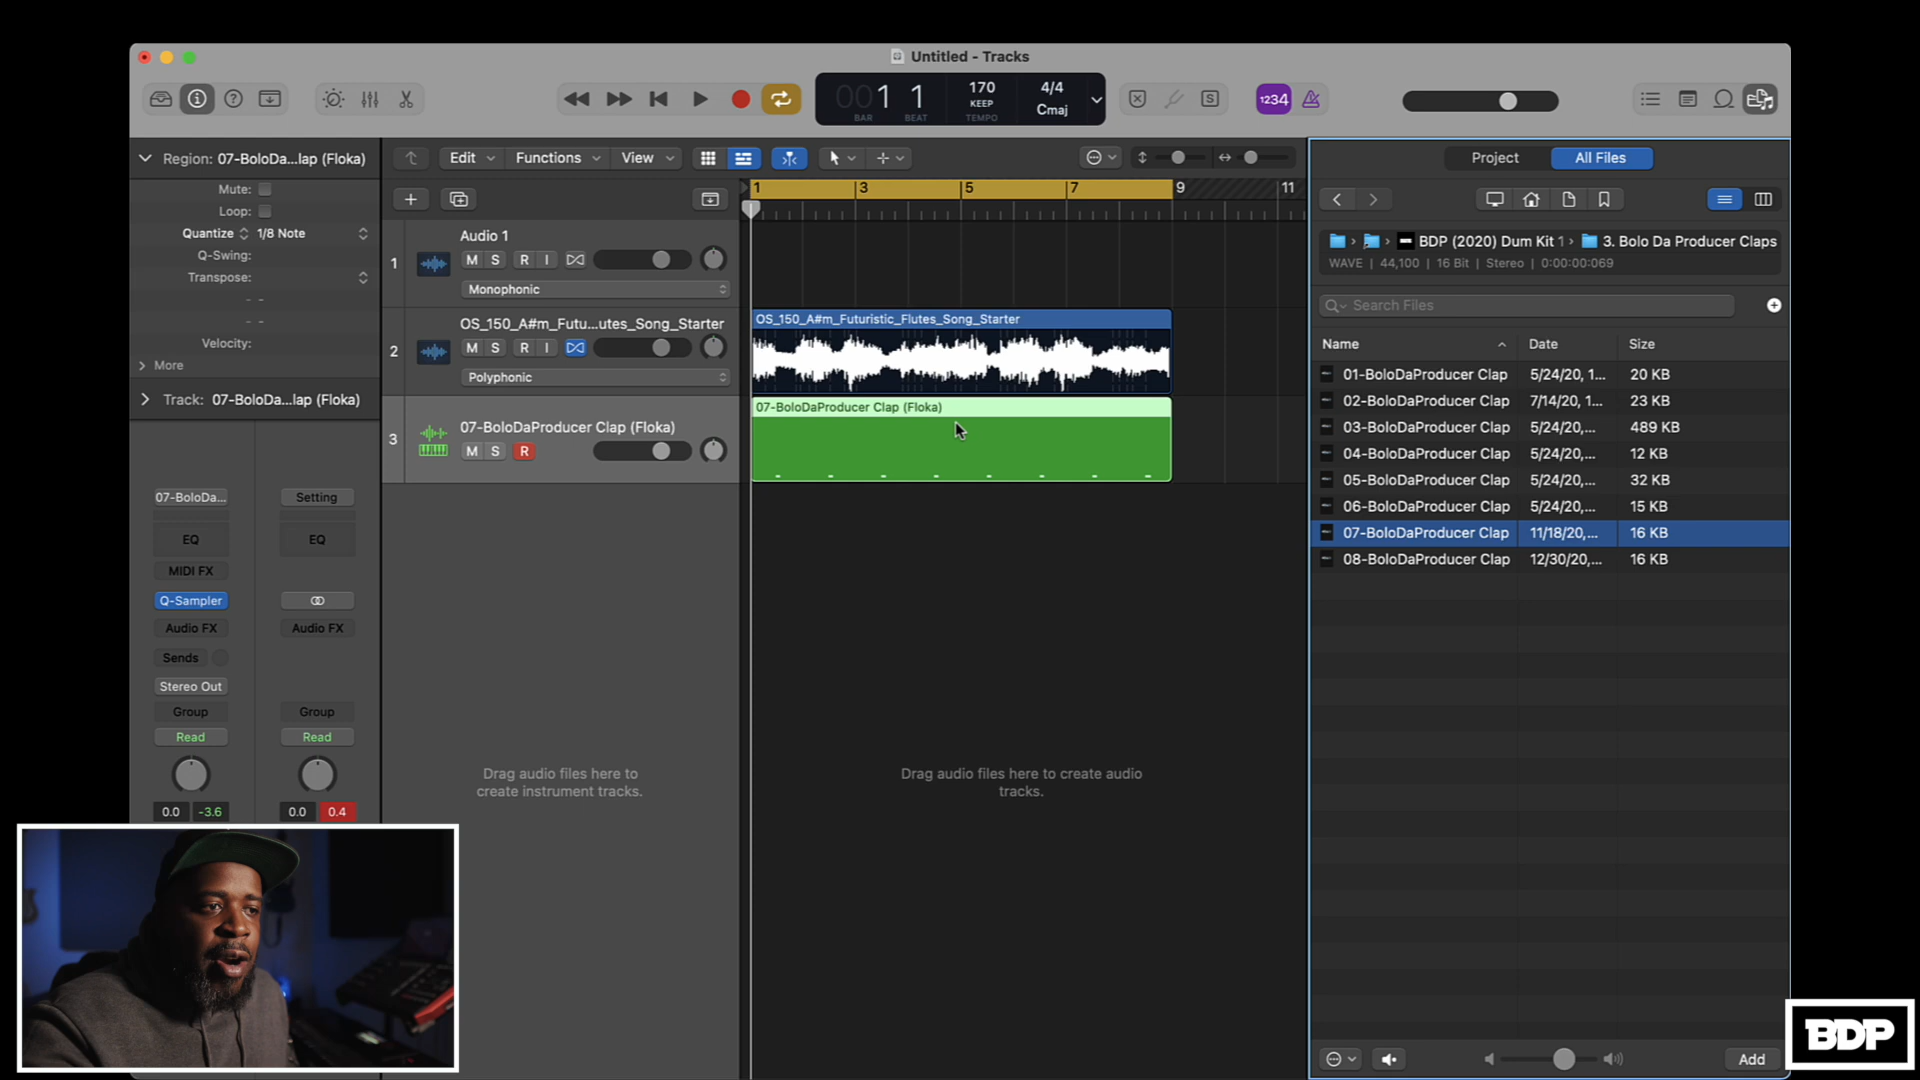 Untitled - Tracks
001 1
BAR BEAT
170
KEEP
TEMPO
4/4
Cmaj
S
1234
Region: 07-BoloDa...lap (Floka)
Mute:
Loop:
Quantize 1/8 Note
Q-Swing:
Transpose:
- -
- -
Velocity:
More
Track: 07-BoloDa...lap (Floka)
07-BoloDa...
Setting
EQ
EQ
MIDI FX
Q-Sampler
Audio FX
Audio FX
Sends
Stereo Out
Group
Group
Read
Read
0.0 -3.6
0.0 0.4
Edit Functions View
1 3 5 7 9 11
1
Audio 1
M S R I
Monophonic
2
OS_150_A#m_Futu...utes_Song_Starter
M S R I
Polyphonic
3
07-BoloDaProducer Clap (Floka)
M S R
OS_150_A#m_Futuristic_Flutes_Song_Starter
07-BoloDaProducer Clap (Floka)
Drag audio files here to
create instrument tracks.
Drag audio files here to create audio
tracks.
Project All Files
BDP (2020) Dum Kit 1 › 3. Bolo Da Producer Claps
WAVE | 44,100 | 16 Bit | Stereo | 0:00:00:069
Search Files
Name Date Size
01-BoloDaProducer Clap 5/24/20, 1... 20 KB
02-BoloDaProducer Clap 7/14/20, 1... 23 KB
03-BoloDaProducer Clap 5/24/20,... 489 KB
04-BoloDaProducer Clap 5/24/20,... 12 KB
05-BoloDaProducer Clap 5/24/20,... 32 KB
06-BoloDaProducer Clap 5/24/20,... 15 KB
07-BoloDaProducer Clap 11/18/20,... 16 KB
08-BoloDaProducer Clap 12/30/20,... 16 KB
Add
BDP